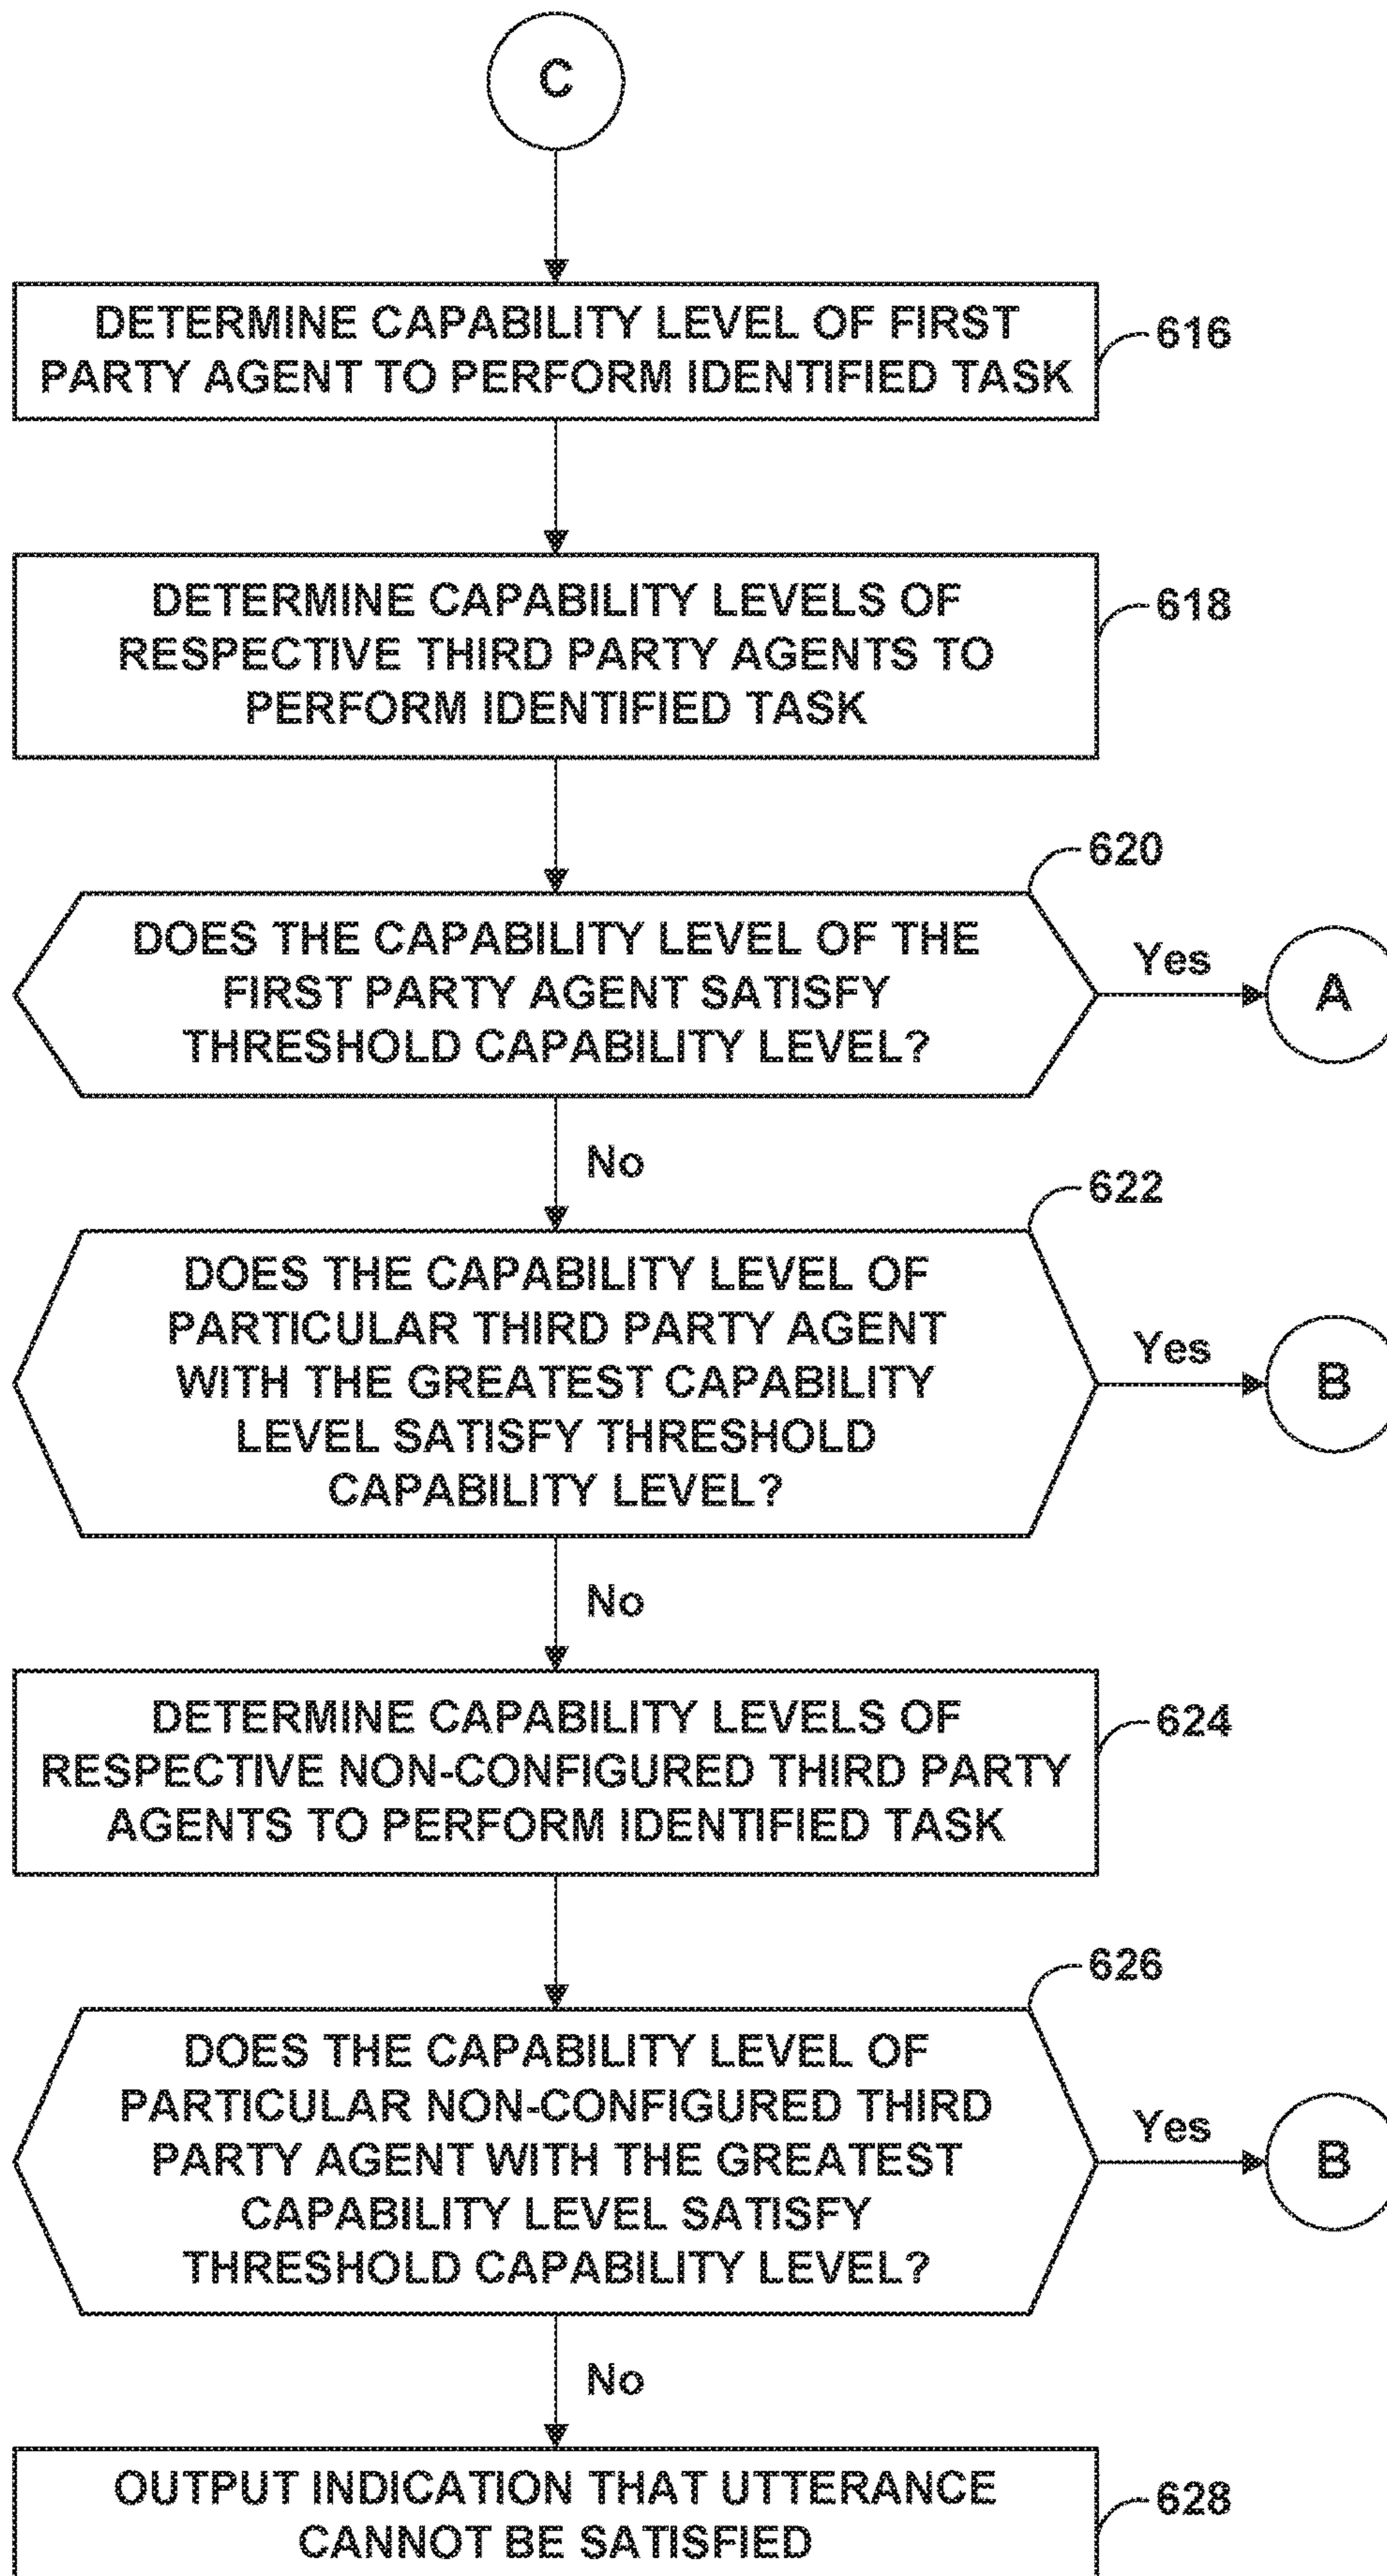 C
DETERMINE CAPABILITY LEVEL OF FIRST
PARTY AGENT TO PERFORM IDENTIFIED TASK
616
DETERMINE CAPABILITY LEVELS OF
RESPECTIVE THIRD PARTY AGENTS TO
PERFORM IDENTIFIED TASK
618
620
DOES THE CAPABILITY LEVEL OF THE
FIRST PARTY AGENT SATISFY
THRESHOLD CAPABILITY LEVEL?
Yes
A
No
622
DOES THE CAPABILITY LEVEL OF
PARTICULAR THIRD PARTY AGENT
WITH THE GREATEST CAPABILITY
LEVEL SATISFY THRESHOLD
CAPABILITY LEVEL?
Yes
B
No
DETERMINE CAPABILITY LEVELS OF
RESPECTIVE NON-CONFIGURED THIRD PARTY
AGENTS TO PERFORM IDENTIFIED TASK
624
626
DOES THE CAPABILITY LEVEL OF
PARTICULAR NON-CONFIGURED THIRD
PARTY AGENT WITH THE GREATEST
CAPABILITY LEVEL SATISFY
THRESHOLD CAPABILITY LEVEL?
Yes
B
No
OUTPUT INDICATION THAT UTTERANCE
CANNOT BE SATISFIED
628